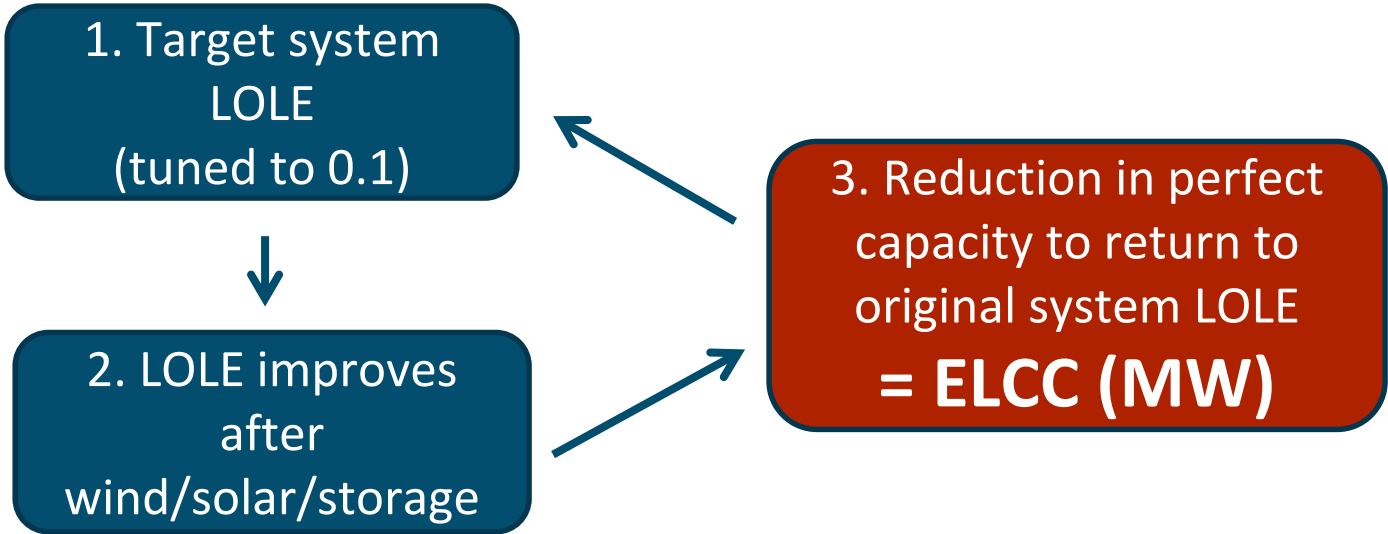 1. Target system
LOLE
(tuned to 0.1)
2. LOLE improves
after
wind/solar/storage
3. Reduction in perfect
capacity to return to
original system LOLE
= ELCC (MW)